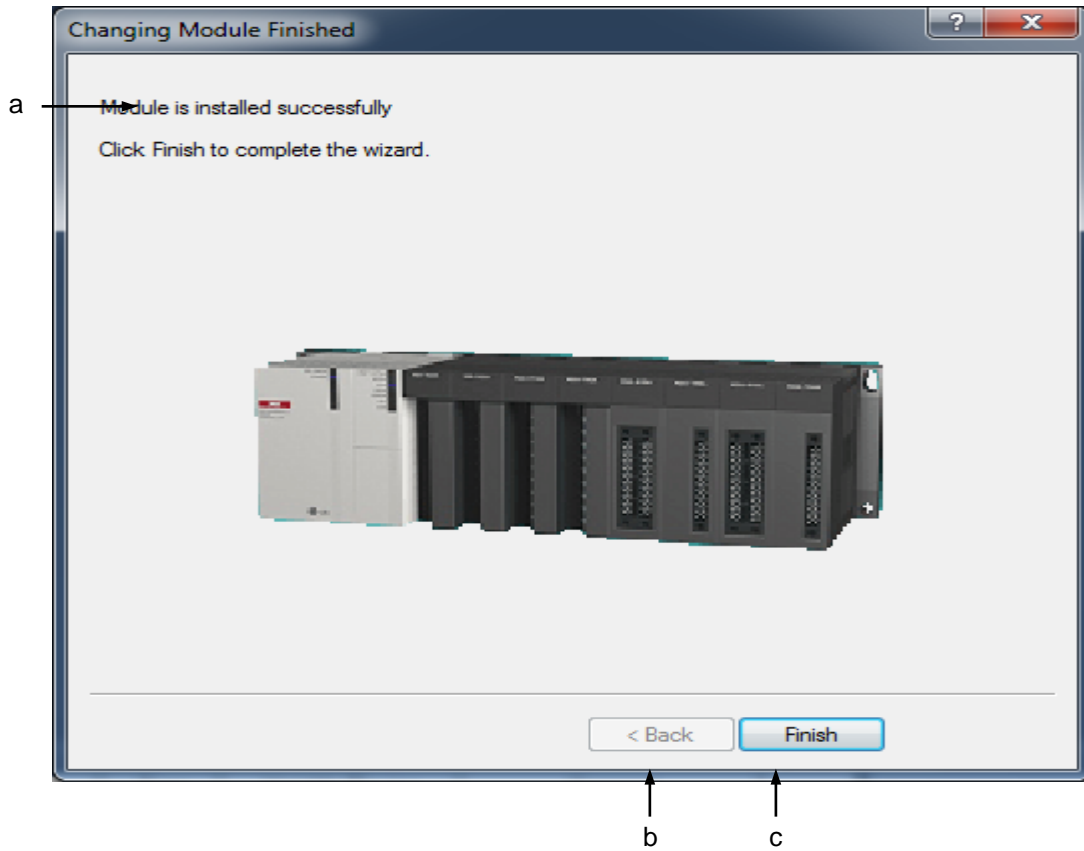 Changing Module Finished
?
a
Module is installed successfully
Click Finish to complete the wizard.
< Back
Finish
b
c